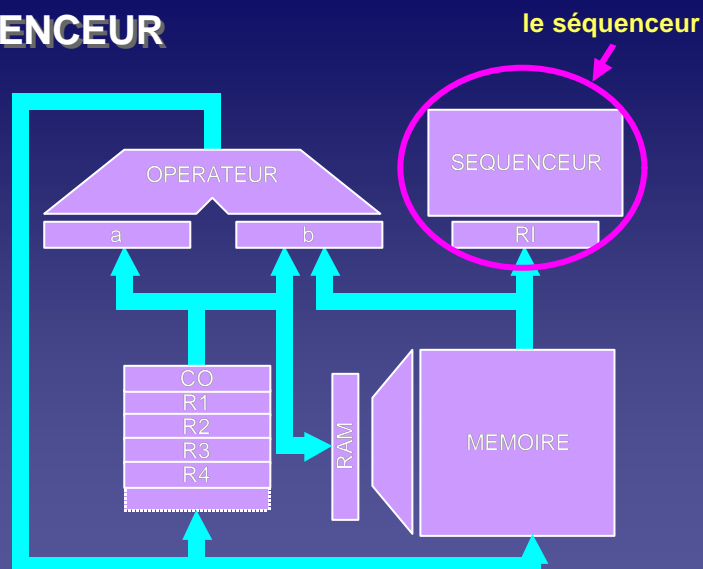 ENCEUR
le séquenceur
OPERATEUR
SEQUENCEUR
a
b
RI
CO
R1
R2
R3
R4
RAM
MEMOIRE